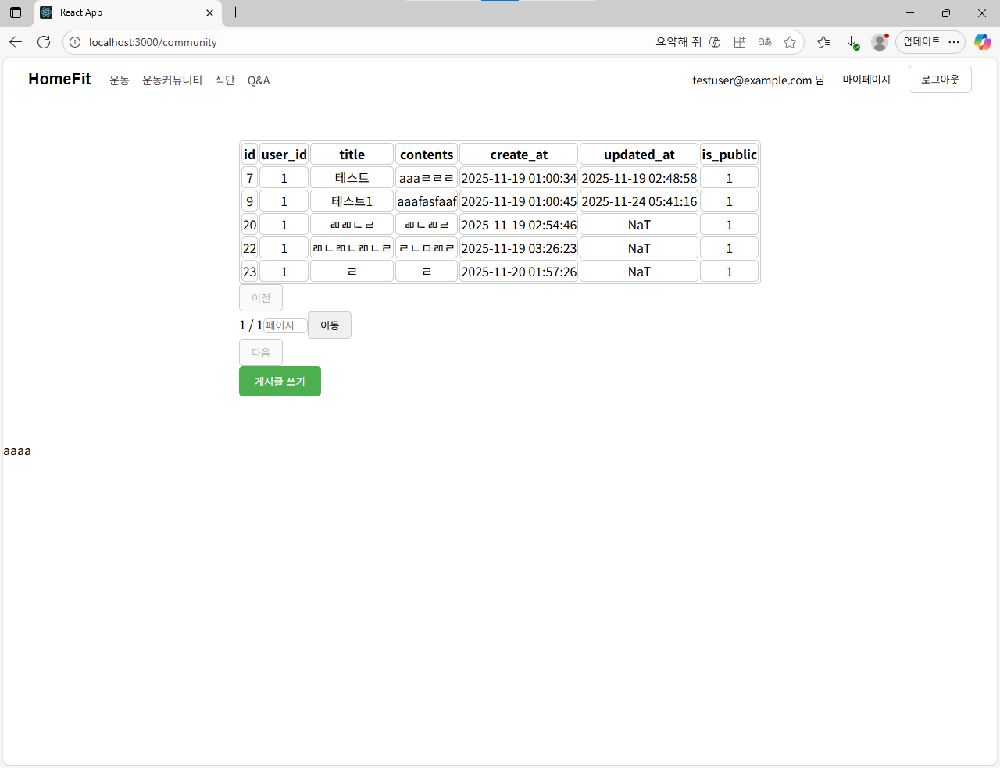 React App
localhost:3000/community
요약해 줘
업데이트
HomeFit 운동 운동커뮤니티 식단 Q&A testuser@example.com 님 마이페이지 로그아웃
id user_id title contents create_at updated_at is_public
7 1 테스트 aaaㄹㄹㄹ 2025-11-19 01:00:34 2025-11-19 02:48:58 1
9 1 테스트1 aaafasfaaf 2025-11-19 01:00:45 2025-11-24 05:41:16 1
20 1 ㄻㄻㄴㄹ ㄻㄴㄻㄹ 2025-11-19 02:54:46 NaT 1
22 1 ㄻㄴㄻㄴㄻㄴㄹ ㄹㄴㅁㄻㄹ 2025-11-19 03:26:23 NaT 1
23 1 ㄹ ㄹ 2025-11-20 01:57:26 NaT 1
이전
1 / 1 페이지 이동
다음
게시글 쓰기
aaaa